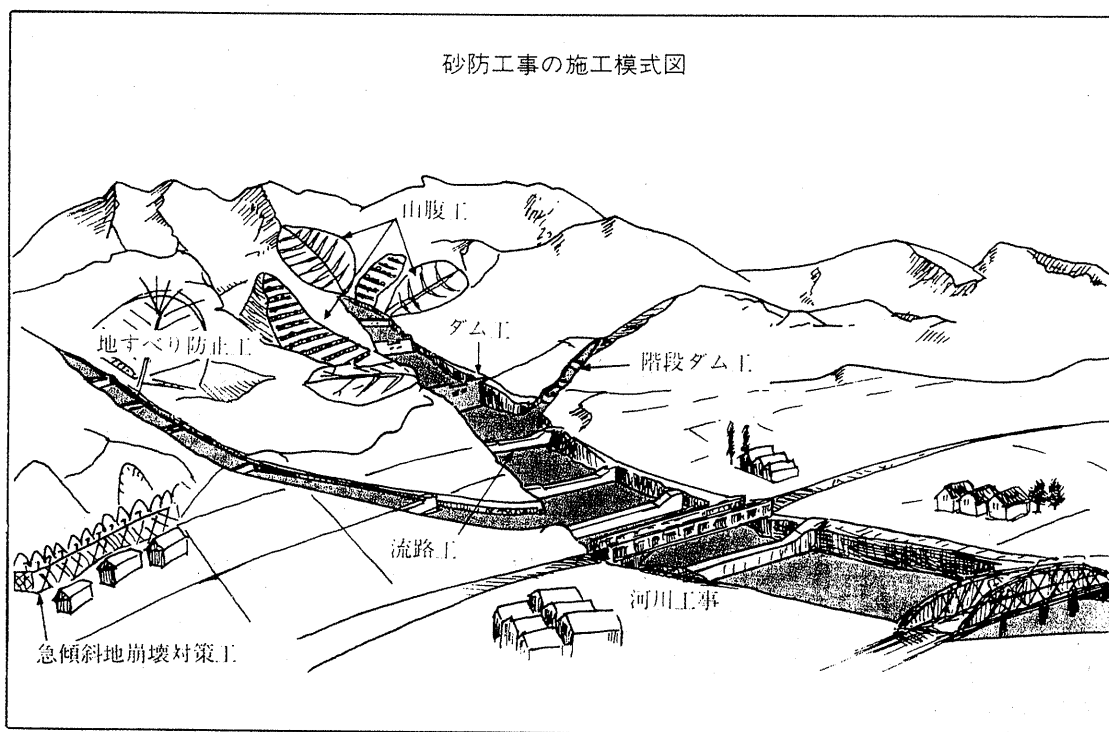 砂防工事の施工模式図
山腹工
ダム工
地すべり防止工
階段ダム工
流路工
河川工事
急傾斜地崩壊対策工